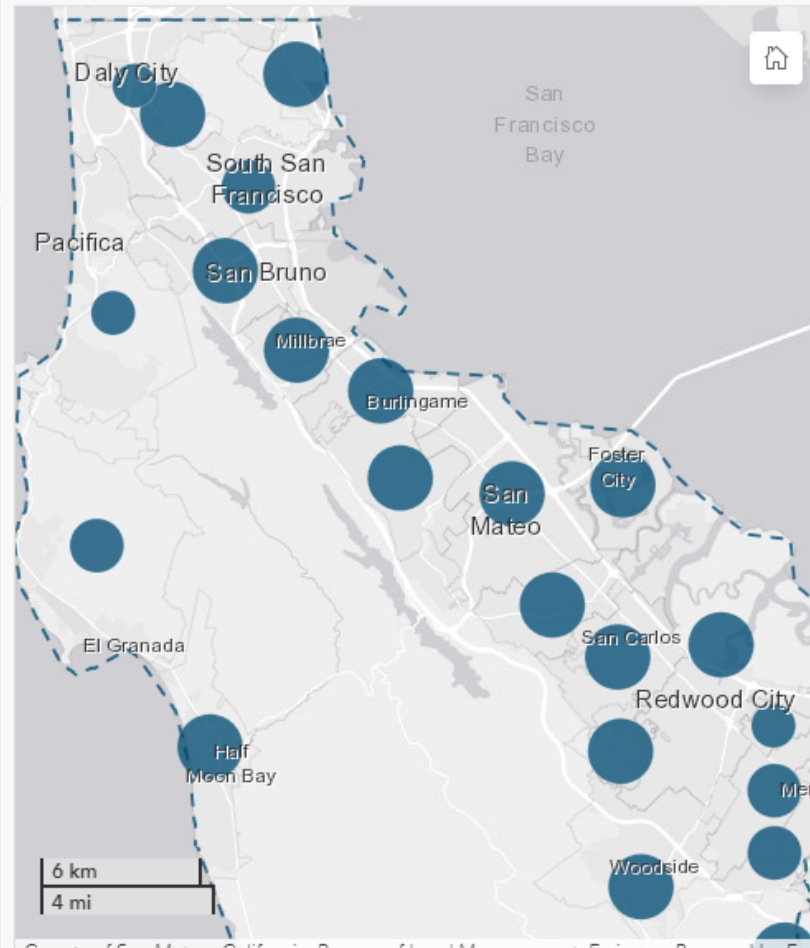 Daly City
San
Francisco
Bay
South San
Francisco
Pacifica
San Bruno
Millbrae
Burlingame
Foster
City
San
Mateo
El Granada
San Carlos
Redwood City
Half
Moon Bay
Woodside
6 km
4 mi